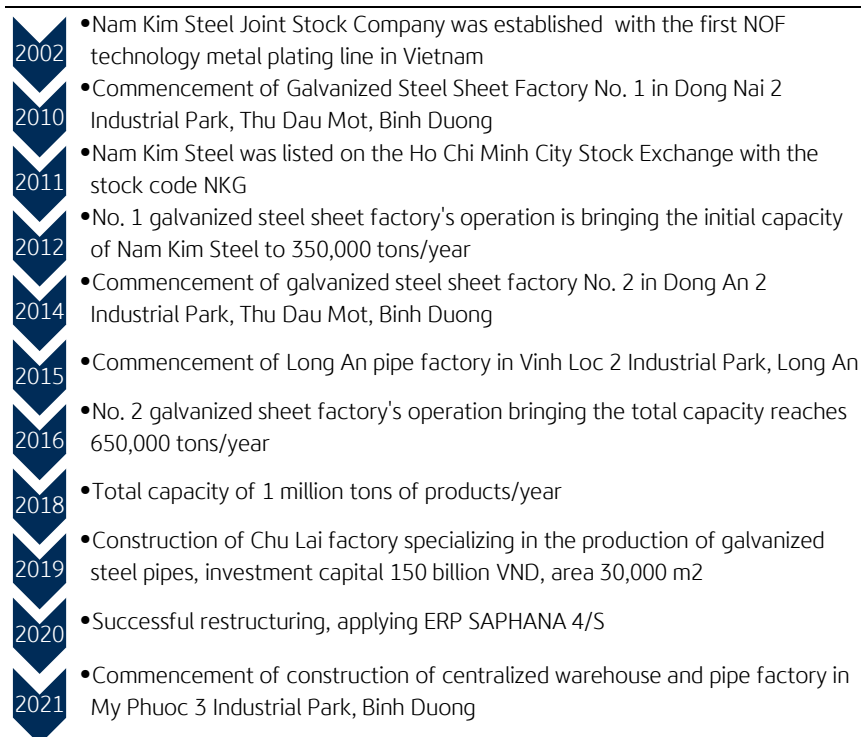 2002
•Nam Kim Steel Joint Stock Company was established with the first NOF
technology metal plating line in Vietnam
2010
•Commencement of Galvanized Steel Sheet Factory No. 1 in Dong Nai 2
Industrial Park, Thu Dau Mot, Binh Duong
2011
•Nam Kim Steel was listed on the Ho Chi Minh City Stock Exchange with the
stock code NKG
2012
•No. 1 galvanized steel sheet factory's operation is bringing the initial capacity
of Nam Kim Steel to 350,000 tons/year
2014
•Commencement of galvanized steel sheet factory No. 2 in Dong An 2
Industrial Park, Thu Dau Mot, Binh Duong
2015
•Commencement of Long An pipe factory in Vinh Loc 2 Industrial Park, Long An
2016
•No. 2 galvanized sheet factory's operation bringing the total capacity reaches
650,000 tons/year
2018
•Total capacity of 1 million tons of products/year
2019
•Construction of Chu Lai factory specializing in the production of galvanized
steel pipes, investment capital 150 billion VND, area 30,000 m2
2020
•Successful restructuring, applying ERP SAPHANA 4/S
2021
•Commencement of construction of centralized warehouse and pipe factory in
My Phuoc 3 Industrial Park, Binh Duong